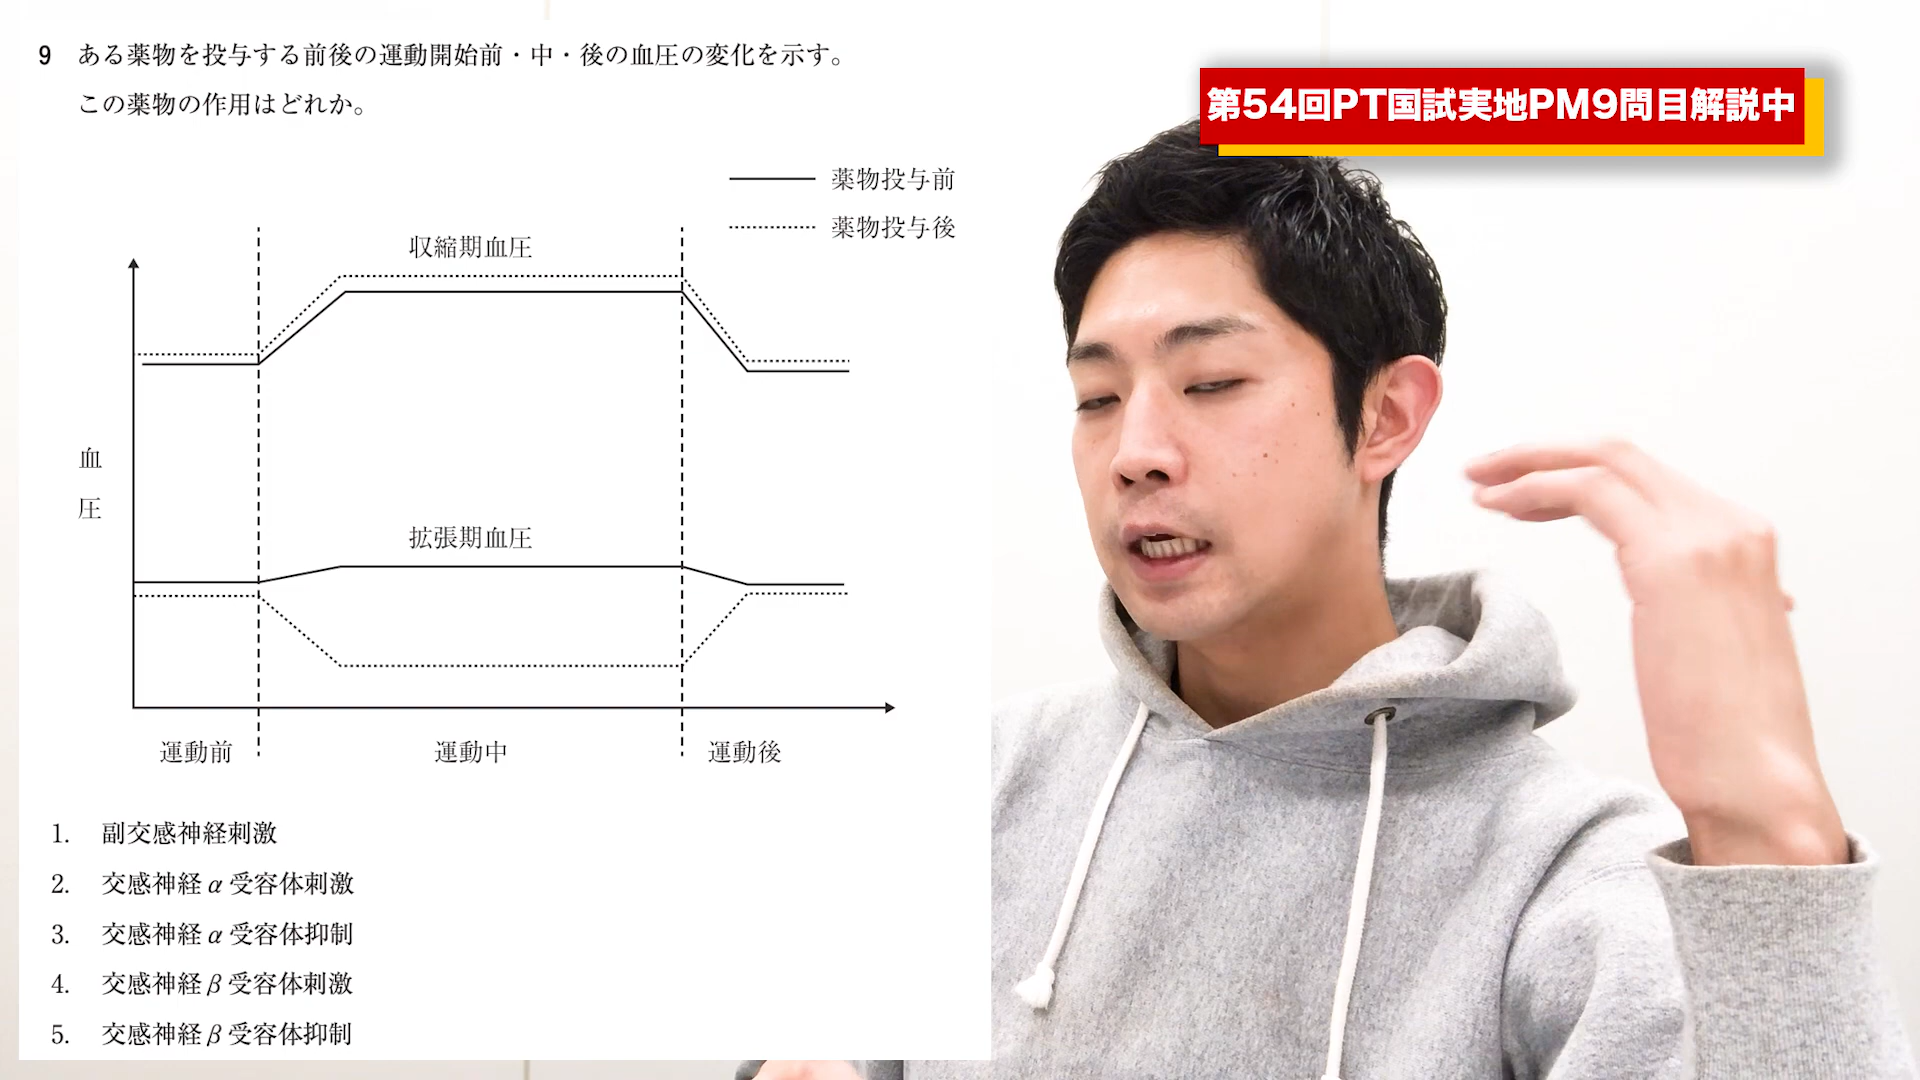 9 ある薬物を投与する前後の運動開始前・中・後の血圧の変化を示す。
この薬物の作用はどれか。
第54回PT国試実地PM9問目解説中
薬物投与前
薬物投与後
収縮期血圧
血圧
拡張期血圧
運動前 運動中 運動後
1. 副交感神経刺激
2. 交感神経α受容体刺激
3. 交感神経α受容体抑制
4. 交感神経β受容体刺激
5. 交感神経β受容体抑制